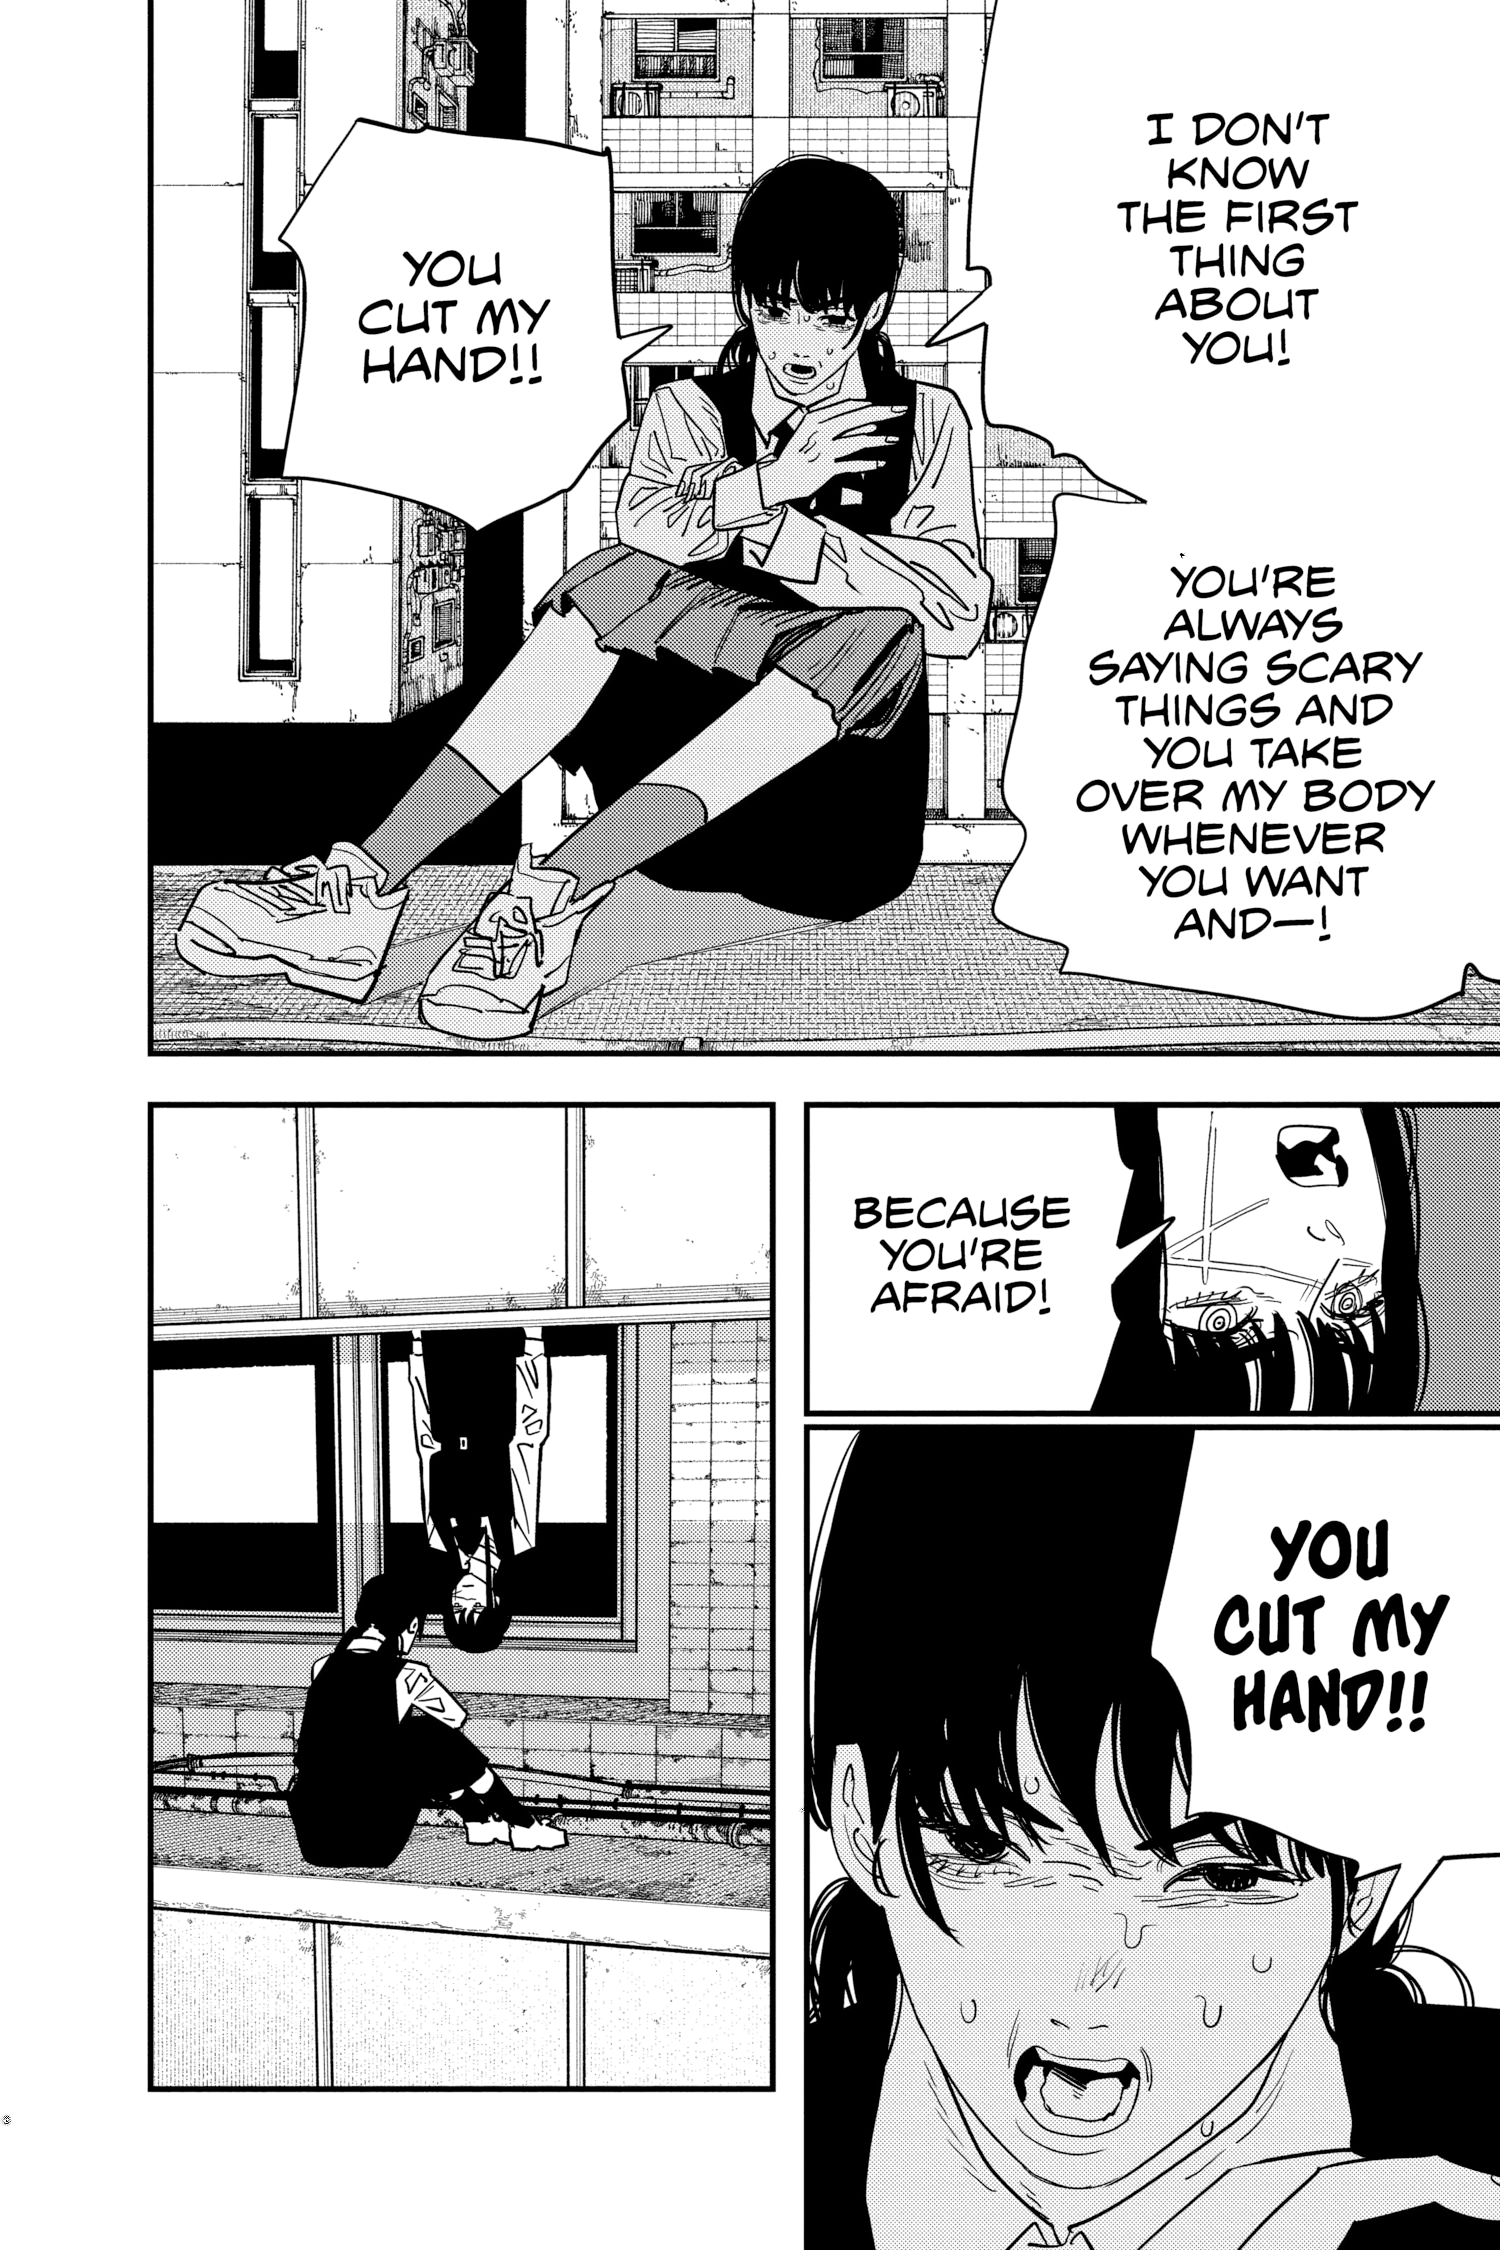 I DON'T
KNOW
THE FIRST
THING
ABOUT
YOU!
YOU'RE
ALWAYS
SAYING SCARY
THINGS AND
YOU TAKE
OVER MY BODY
WHENEVER
YOU WANT
AND—!
YOU
CUT MY
HAND!!
BECAUSE
YOU'RE
AFRAID!
YOU
CUT MY
HAND!!